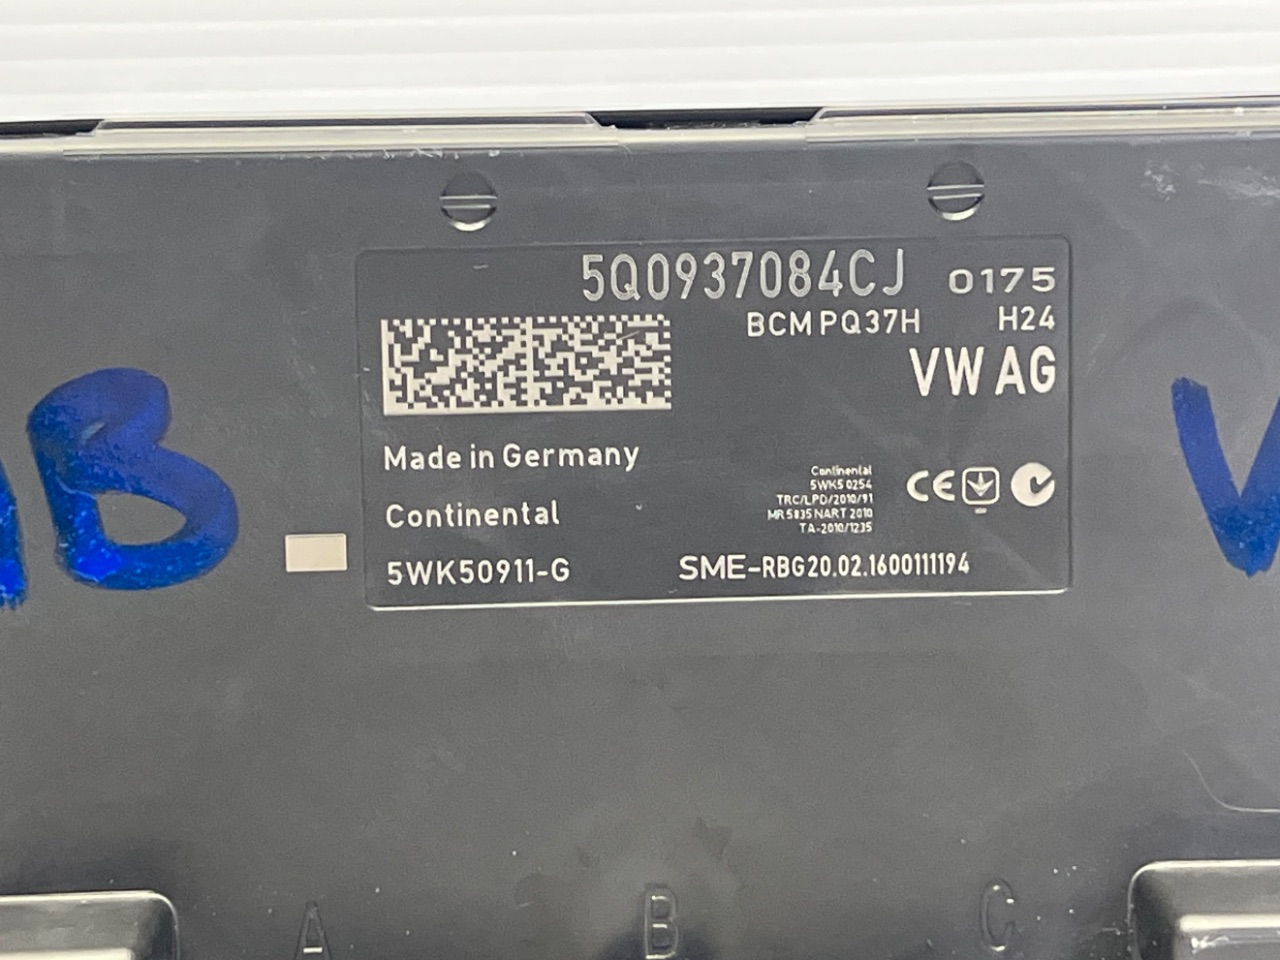 5Q0937084CJ 0175
BCM PQ37H H24
VW AG
Made in Germany
Continental
5WK50911-G
Continental
5WK5 0254
TRC/LPD/2010/91
MR 5835 NART 2010
TA-2010/1235
CE
SME-RBG20.02.1600111194
B
V
A B C